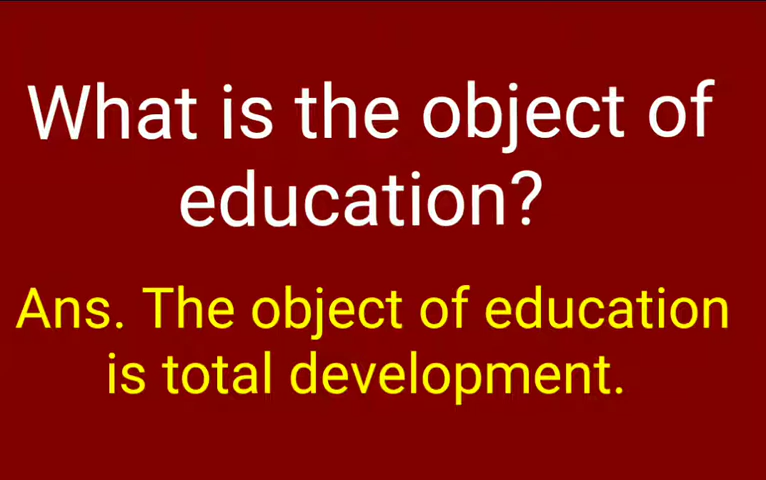 What is the object of
education?
Ans. The object of education
is total development.